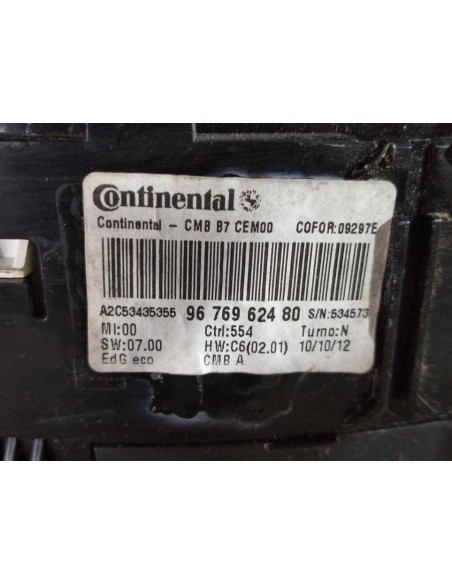 Continental
Continental - CMB B7 CEM00 COFOR:09297E
A2C53435355 96 769 624 80 S/N:534573
MI:00 Ctrl:554 Turno:N
SW:07.00 HW:C6(02.01) 10/10/12
EdG eco CMB A